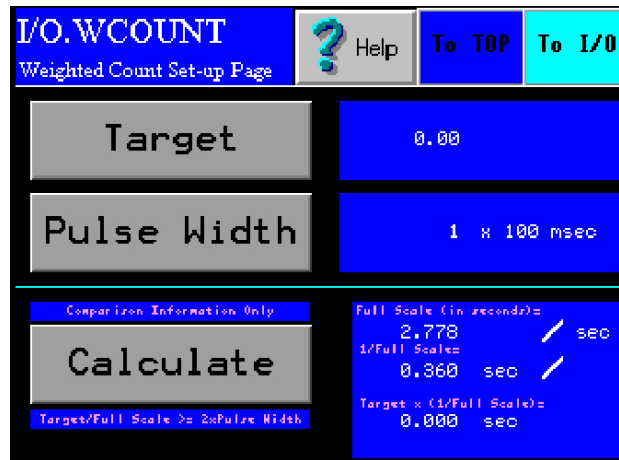 I/O.WCOUNT
Weighted Count Set-up Page
? Help
To TOP
To I/O
Target
0.00
Pulse Width
1 x 100 msec
Comparison Information Only
Calculate
Target/Full Scale >= 2xPulse Width
Full Scale (in seconds)=
2.778 / sec
1/Full Scale=
0.360 sec /
Target x (1/Full Scale)=
0.000 sec